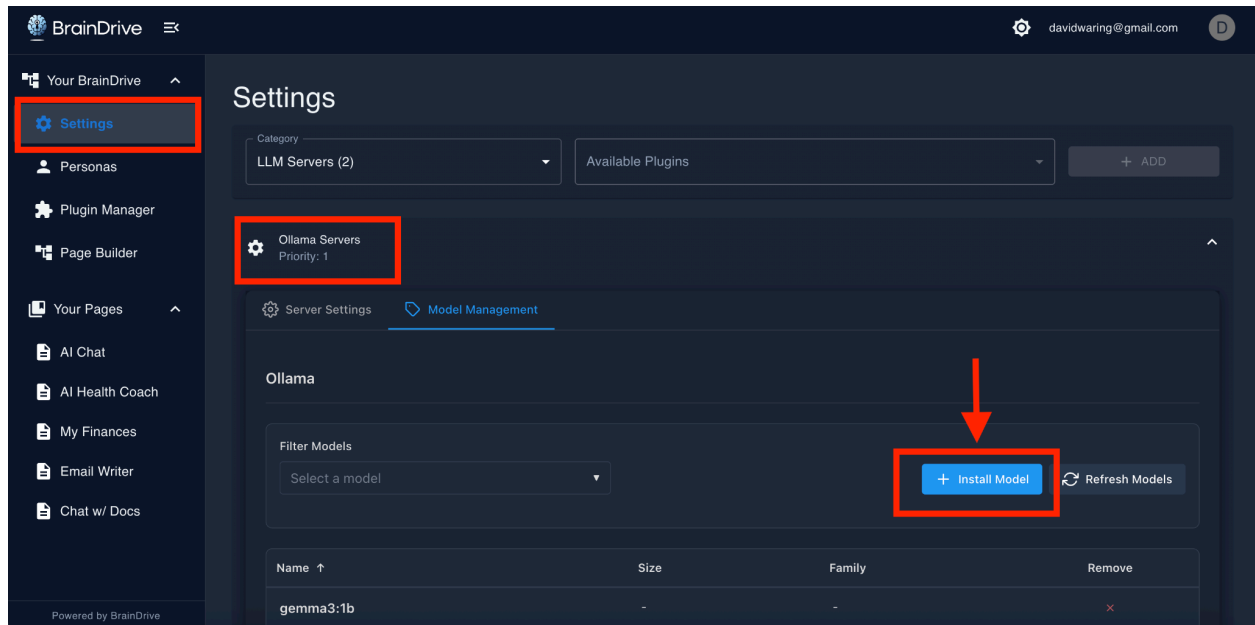 BrainDrive
davidwaring@gmail.com
D
Your BrainDrive
Settings
Personas
Plugin Manager
Page Builder
Your Pages
AI Chat
AI Health Coach
My Finances
Email Writer
Chat w/ Docs
Powered by BrainDrive
Settings
Category
LLM Servers (2)
Available Plugins
+ ADD
Ollama Servers
Priority: 1
Server Settings
Model Management
Ollama
Filter Models
Select a model
+ Install Model
Refresh Models
Name ↑ Size Family Remove
gemma3:1b - - ×